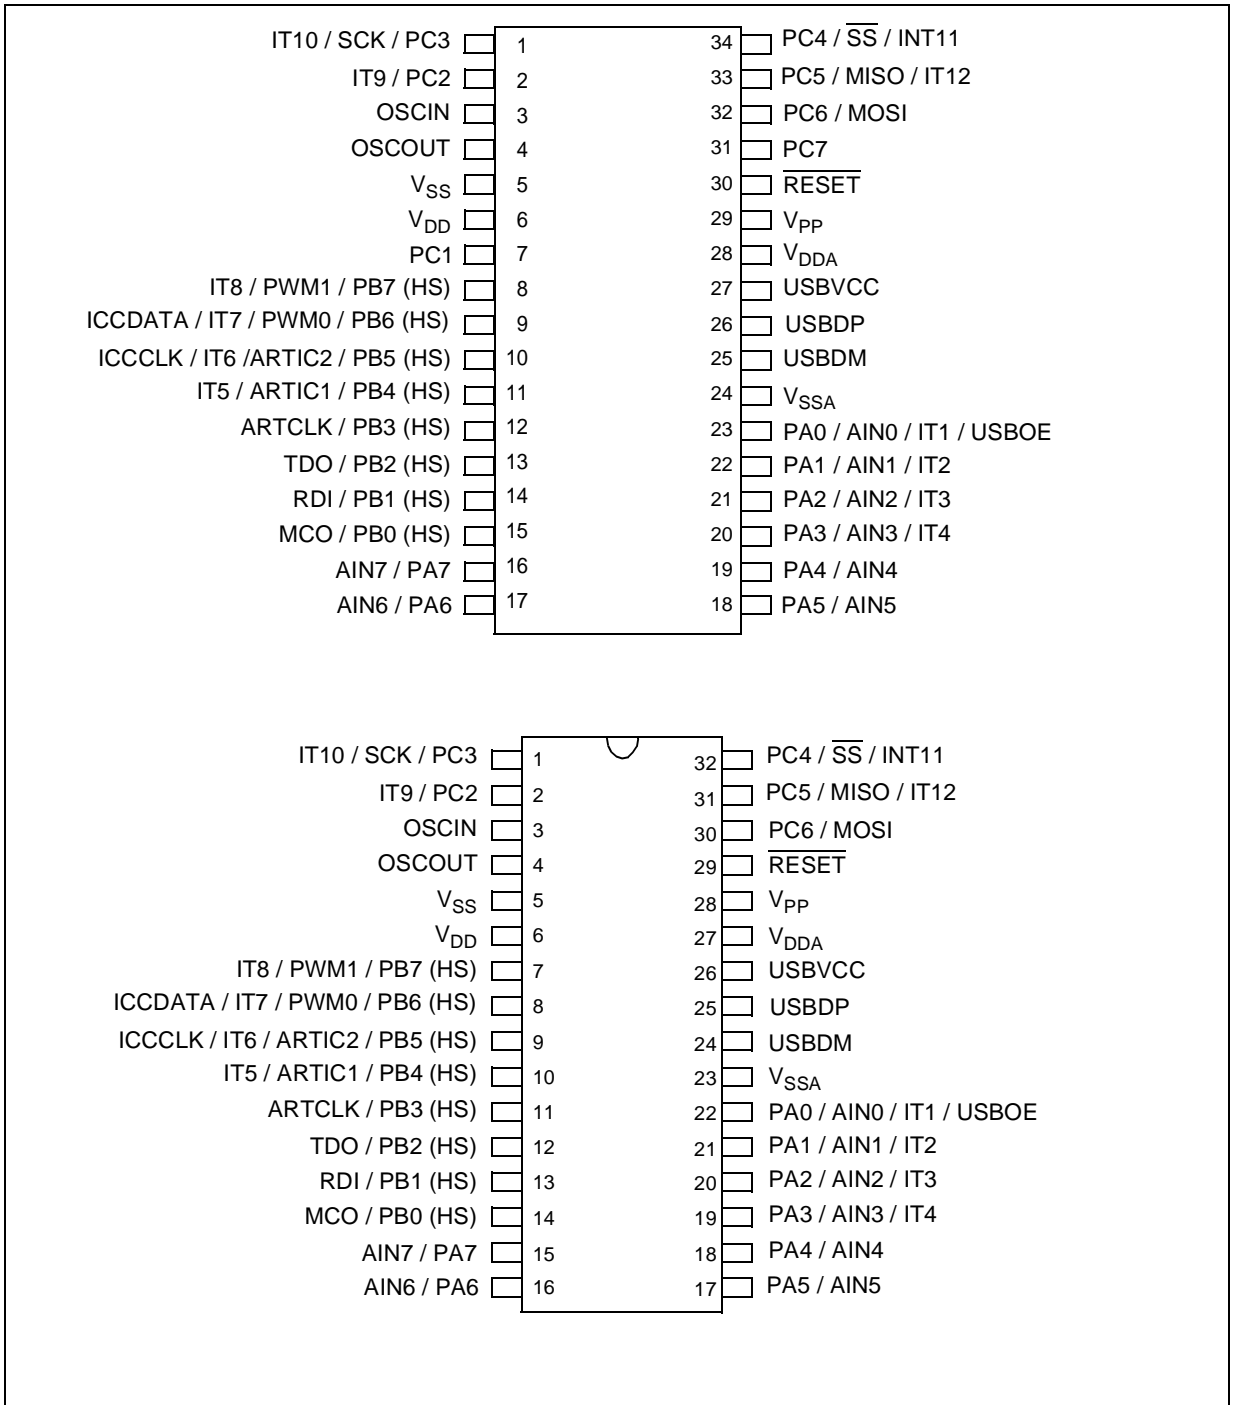 IT10 / SCK / PC3 1 34 PC4 / SS / INT11
IT9 / PC2 2 33 PC5 / MISO / IT12
OSCIN 3 32 PC6 / MOSI
OSCOUT 4 31 PC7
VSS 5 30 RESET
VDD 6 29 VPP
PC1 7 28 VDDA
IT8 / PWM1 / PB7 (HS) 8 27 USBVCC
ICCDATA / IT7 / PWM0 / PB6 (HS) 9 26 USBDP
ICCCLK / IT6 /ARTIC2 / PB5 (HS) 10 25 USBDM
IT5 / ARTIC1 / PB4 (HS) 11 24 VSSA
ARTCLK / PB3 (HS) 12 23 PA0 / AIN0 / IT1 / USBOE
TDO / PB2 (HS) 13 22 PA1 / AIN1 / IT2
RDI / PB1 (HS) 14 21 PA2 / AIN2 / IT3
MCO / PB0 (HS) 15 20 PA3 / AIN3 / IT4
AIN7 / PA7 16 19 PA4 / AIN4
AIN6 / PA6 17 18 PA5 / AIN5
IT10 / SCK / PC3 1 32 PC4 / SS / INT11
IT9 / PC2 2 31 PC5 / MISO / IT12
OSCIN 3 30 PC6 / MOSI
OSCOUT 4 29 RESET
VSS 5 28 VPP
VDD 6 27 VDDA
IT8 / PWM1 / PB7 (HS) 7 26 USBVCC
ICCDATA / IT7 / PWM0 / PB6 (HS) 8 25 USBDP
ICCCLK / IT6 / ARTIC2 / PB5 (HS) 9 24 USBDM
IT5 / ARTIC1 / PB4 (HS) 10 23 VSSA
ARTCLK / PB3 (HS) 11 22 PA0 / AIN0 / IT1 / USBOE
TDO / PB2 (HS) 12 21 PA1 / AIN1 / IT2
RDI / PB1 (HS) 13 20 PA2 / AIN2 / IT3
MCO / PB0 (HS) 14 19 PA3 / AIN3 / IT4
AIN7 / PA7 15 18 PA4 / AIN4
AIN6 / PA6 16 17 PA5 / AIN5